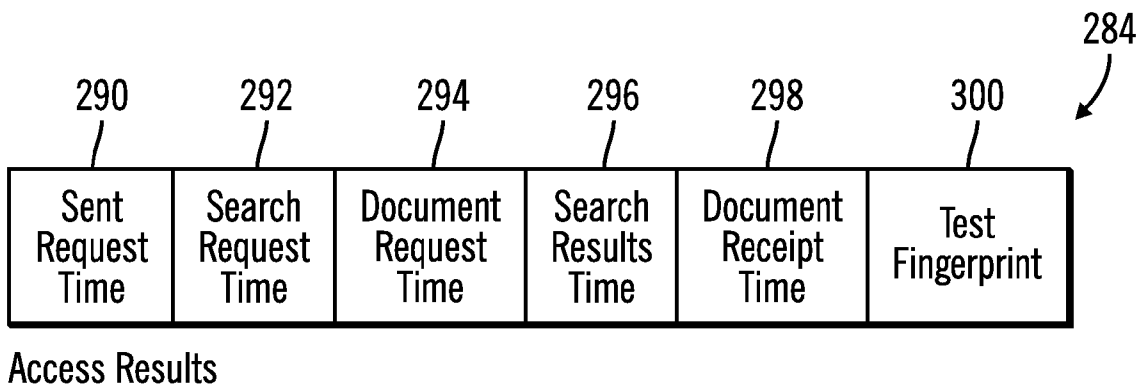 284
290 292 294 296 298 300
Sent Search Document Search Document Test
Request Request Request Results Receipt Fingerprint
Time Time Time Time Time
Access Results